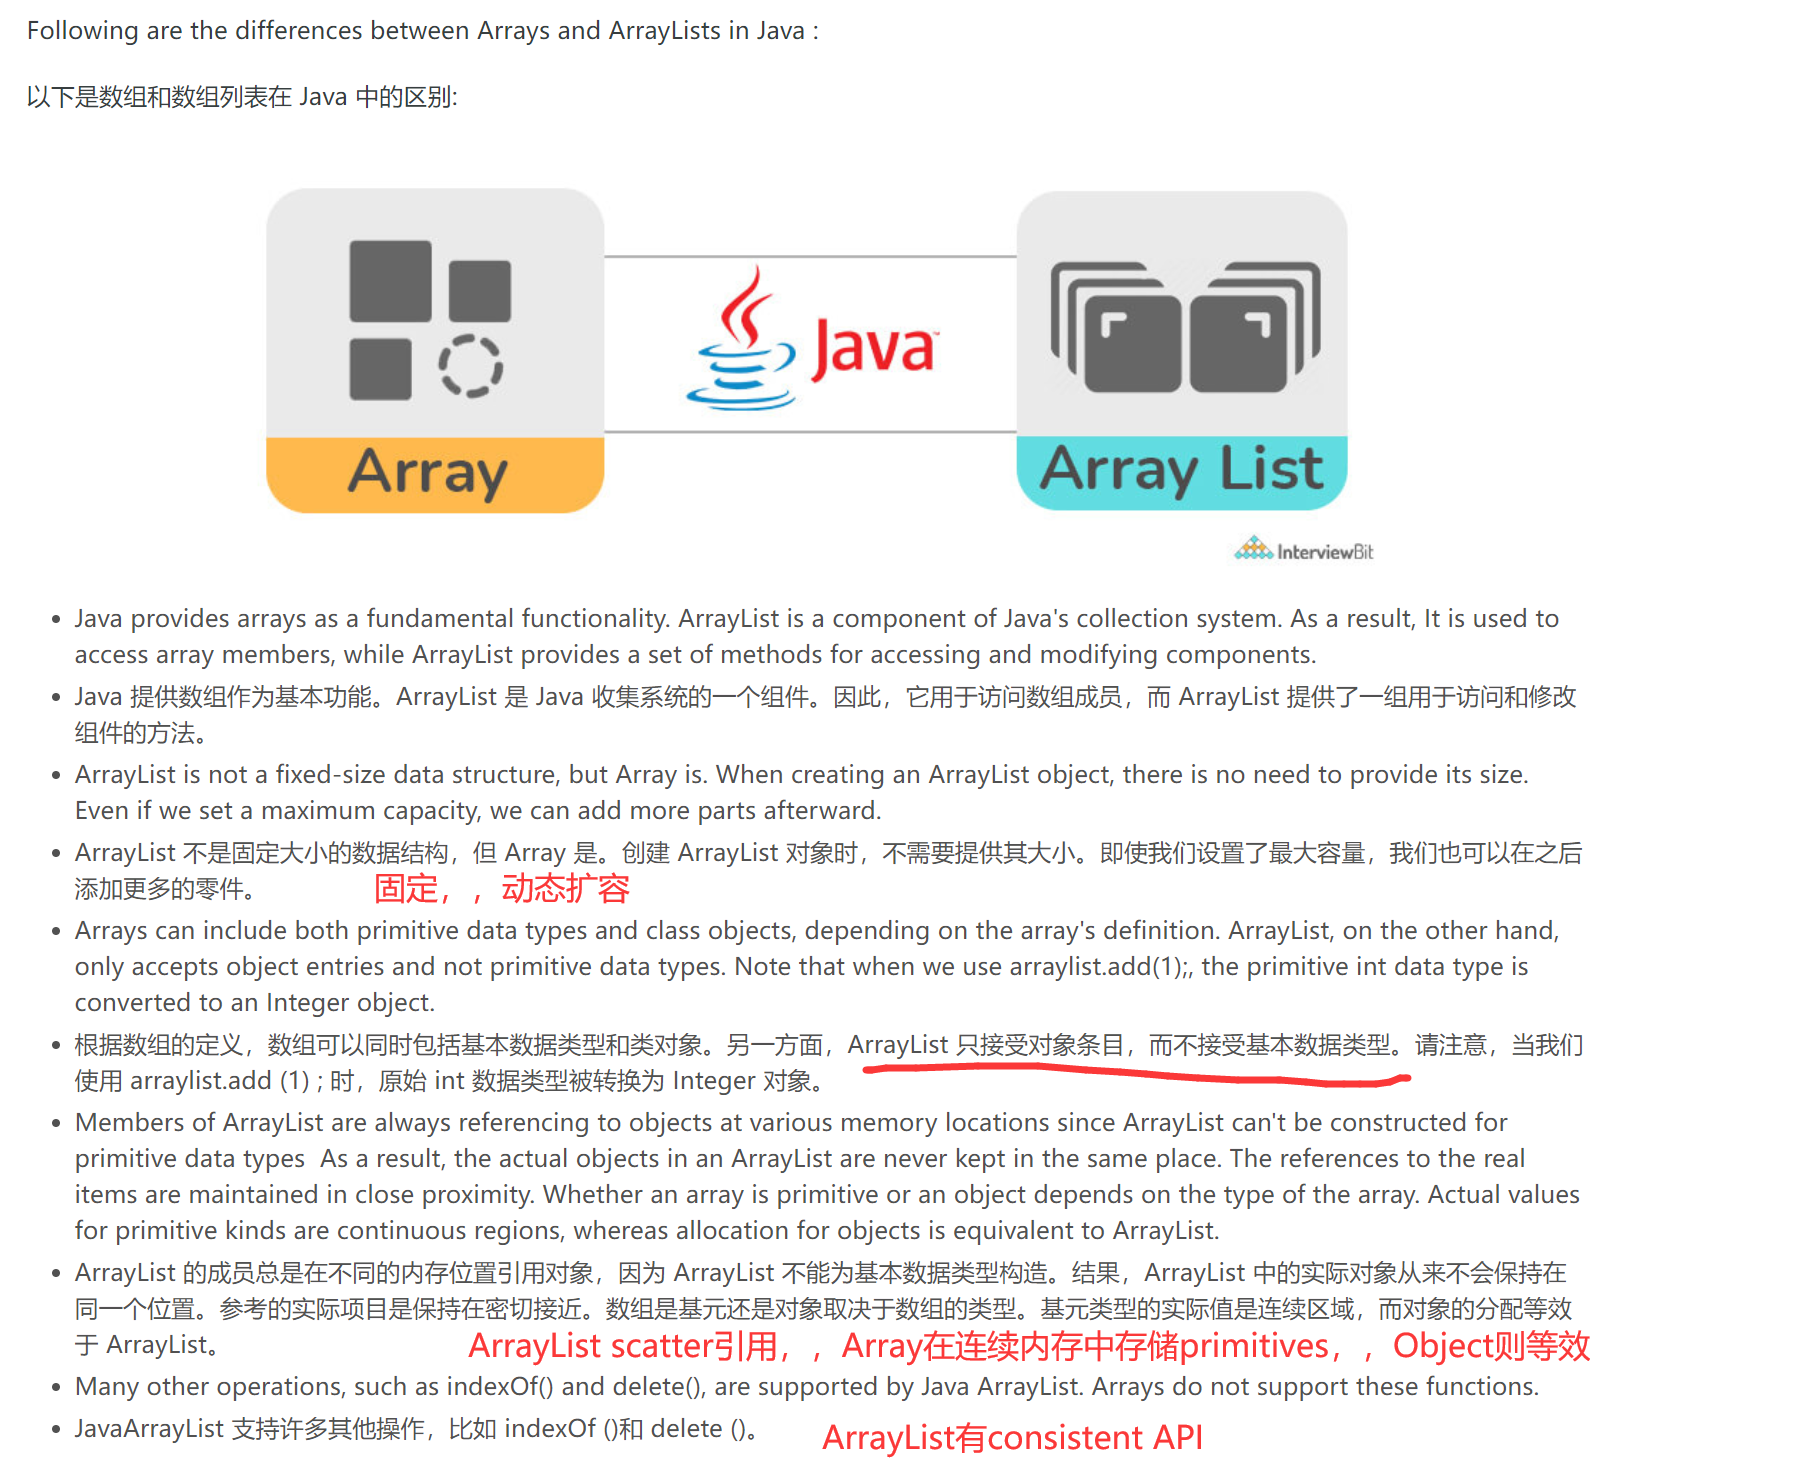 Following are the differences between Arrays and ArrayLists in Java :
以下是数组和数组列表在 Java 中的区别:
Java™
Array
Array List
InterviewBit
• Java provides arrays as a fundamental functionality. ArrayList is a component of Java's collection system. As a result, It is used to
access array members, while ArrayList provides a set of methods for accessing and modifying components.
• Java 提供数组作为基本功能。ArrayList 是 Java 收集系统的一个组件。因此，它用于访问数组成员，而 ArrayList 提供了一组用于访问和修改
组件的方法。
• ArrayList is not a fixed-size data structure, but Array is. When creating an ArrayList object, there is no need to provide its size.
Even if we set a maximum capacity, we can add more parts afterward.
• ArrayList 不是固定大小的数据结构，但 Array 是。创建 ArrayList 对象时，不需要提供其大小。即使我们设置了最大容量，我们也可以在之后
添加更多的零件。
固定，，动态扩容
• Arrays can include both primitive data types and class objects, depending on the array's definition. ArrayList, on the other hand,
only accepts object entries and not primitive data types. Note that when we use arraylist.add(1);, the primitive int data type is
converted to an Integer object.
• 根据数组的定义，数组可以同时包括基本数据类型和类对象。另一方面，ArrayList 只接受对象条目，而不接受基本数据类型。请注意，当我们
使用 arraylist.add (1) ; 时，原始 int 数据类型被转换为 Integer 对象。
• Members of ArrayList are always referencing to objects at various memory locations since ArrayList can't be constructed for
primitive data types  As a result, the actual objects in an ArrayList are never kept in the same place. The references to the real
items are maintained in close proximity. Whether an array is primitive or an object depends on the type of the array. Actual values
for primitive kinds are continuous regions, whereas allocation for objects is equivalent to ArrayList.
• ArrayList 的成员总是在不同的内存位置引用对象，因为 ArrayList 不能为基本数据类型构造。结果，ArrayList 中的实际对象从来不会保持在
同一个位置。参考的实际项目是保持在密切接近。数组是基元还是对象取决于数组的类型。基元类型的实际值是连续区域，而对象的分配等效
于 ArrayList。
ArrayList scatter引用，，Array在连续内存中存储primitives，，Object则等效
• Many other operations, such as indexOf() and delete(), are supported by Java ArrayList. Arrays do not support these functions.
• JavaArrayList 支持许多其他操作，比如 indexOf ()和 delete ()。
ArrayList有consistent API